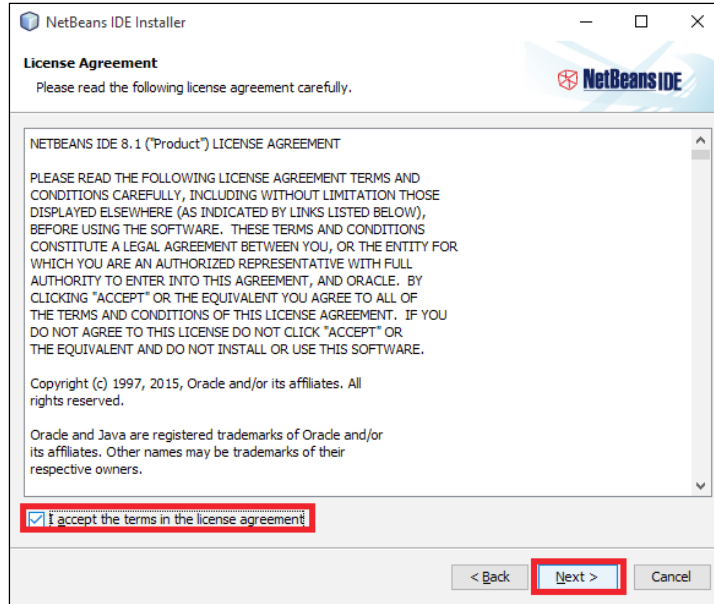 NetBeans IDE Installer
License Agreement
Please read the following license agreement carefully.
NetBeans IDE
NETBEANS IDE 8.1 ("Product") LICENSE AGREEMENT
PLEASE READ THE FOLLOWING LICENSE AGREEMENT TERMS AND
CONDITIONS CAREFULLY, INCLUDING WITHOUT LIMITATION THOSE
DISPLAYED ELSEWHERE (AS INDICATED BY LINKS LISTED BELOW),
BEFORE USING THE SOFTWARE.  THESE TERMS AND CONDITIONS
CONSTITUTE A LEGAL AGREEMENT BETWEEN YOU, OR THE ENTITY FOR
WHICH YOU ARE AN AUTHORIZED REPRESENTATIVE WITH FULL
AUTHORITY TO ENTER INTO THIS AGREEMENT, AND ORACLE.  BY
CLICKING "ACCEPT" OR THE EQUIVALENT YOU AGREE TO ALL OF
THE TERMS AND CONDITIONS OF THIS LICENSE AGREEMENT.  IF YOU
DO NOT AGREE TO THIS LICENSE DO NOT CLICK "ACCEPT" OR
THE EQUIVALENT AND DO NOT INSTALL OR USE THIS SOFTWARE.
Copyright (c) 1997, 2015, Oracle and/or its affiliates. All
rights reserved.
Oracle and Java are registered trademarks of Oracle and/or
its affiliates. Other names may be trademarks of their
respective owners.
I accept the terms in the license agreement
< Back
Next >
Cancel